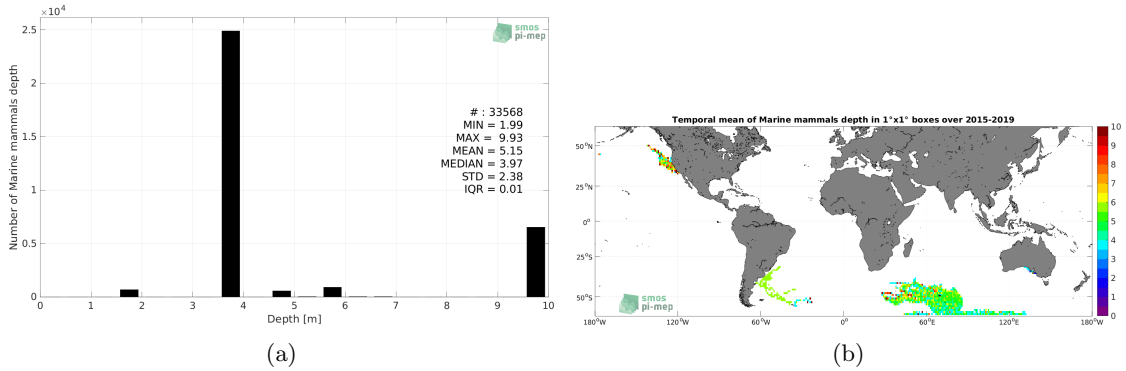 ×10⁴
2.5
2
1.5
1
0.5
0
Number of Marine mammals depth
smos
pi-mep
# : 33568
MIN = 1.99
MAX = 9.93
MEAN = 5.15
MEDIAN = 3.97
STD = 2.38
IQR = 0.01
0 1 2 3 4 5 6 7 8 9 10
Depth [m]
(a)
Temporal mean of Marine mammals depth in 1°x1° boxes over 2015-2019
50°N
25°N
0°
25°S
50°S
smos
pi-mep
180°W 120°W 60°W 0° 60°E 120°E 180°W
10
9
8
7
6
5
4
3
2
1
0
(b)